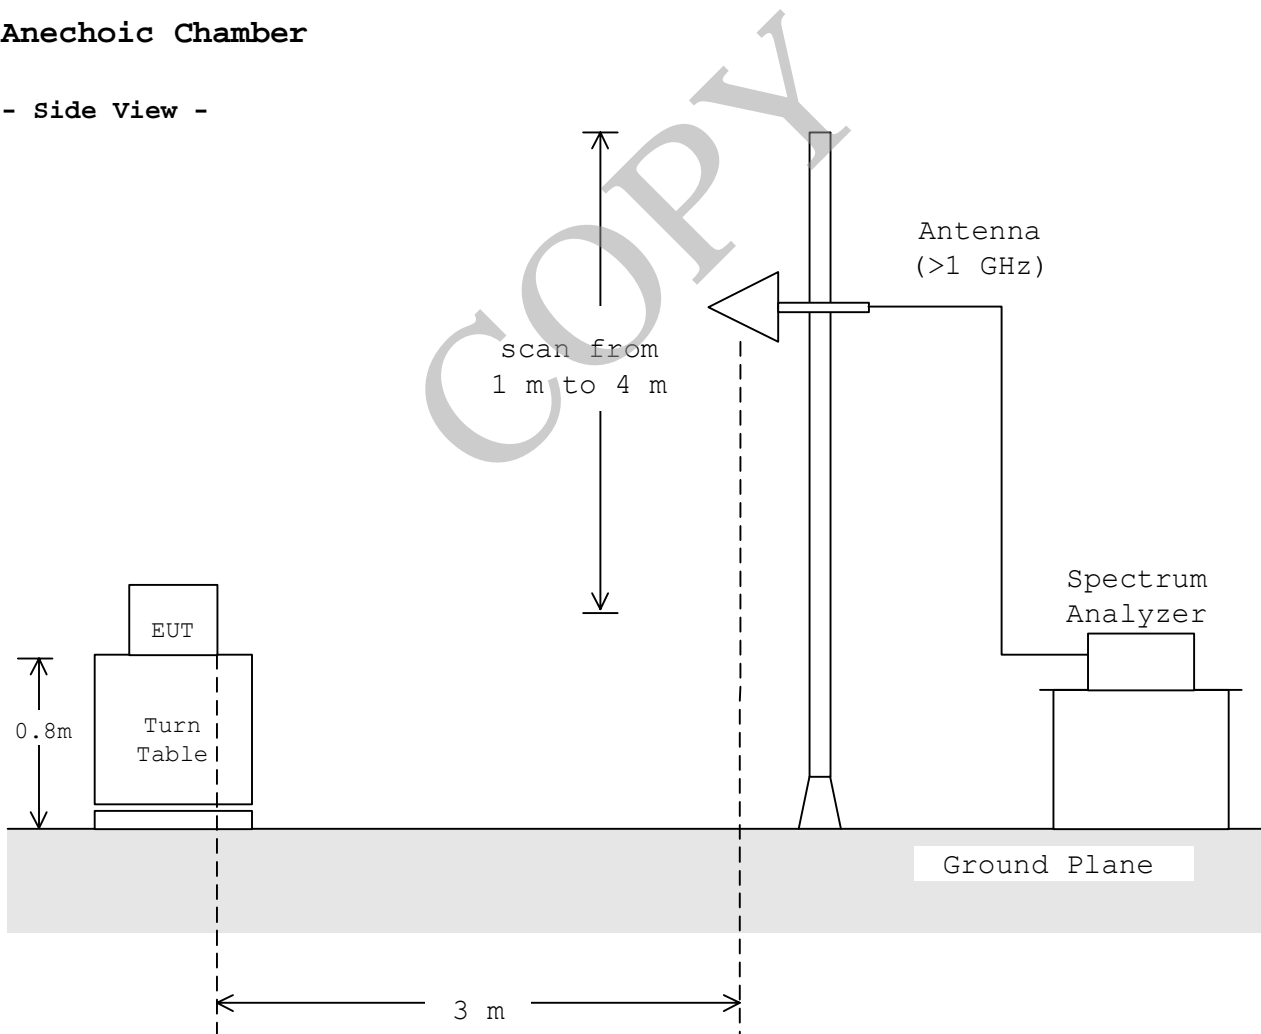 Anechoic Chamber
- Side View -
COPY
Antenna
(>1 GHz)
scan from
1 m to 4 m
Spectrum
Analyzer
EUT
0.8m
Turn
Table
Ground Plane
3 m